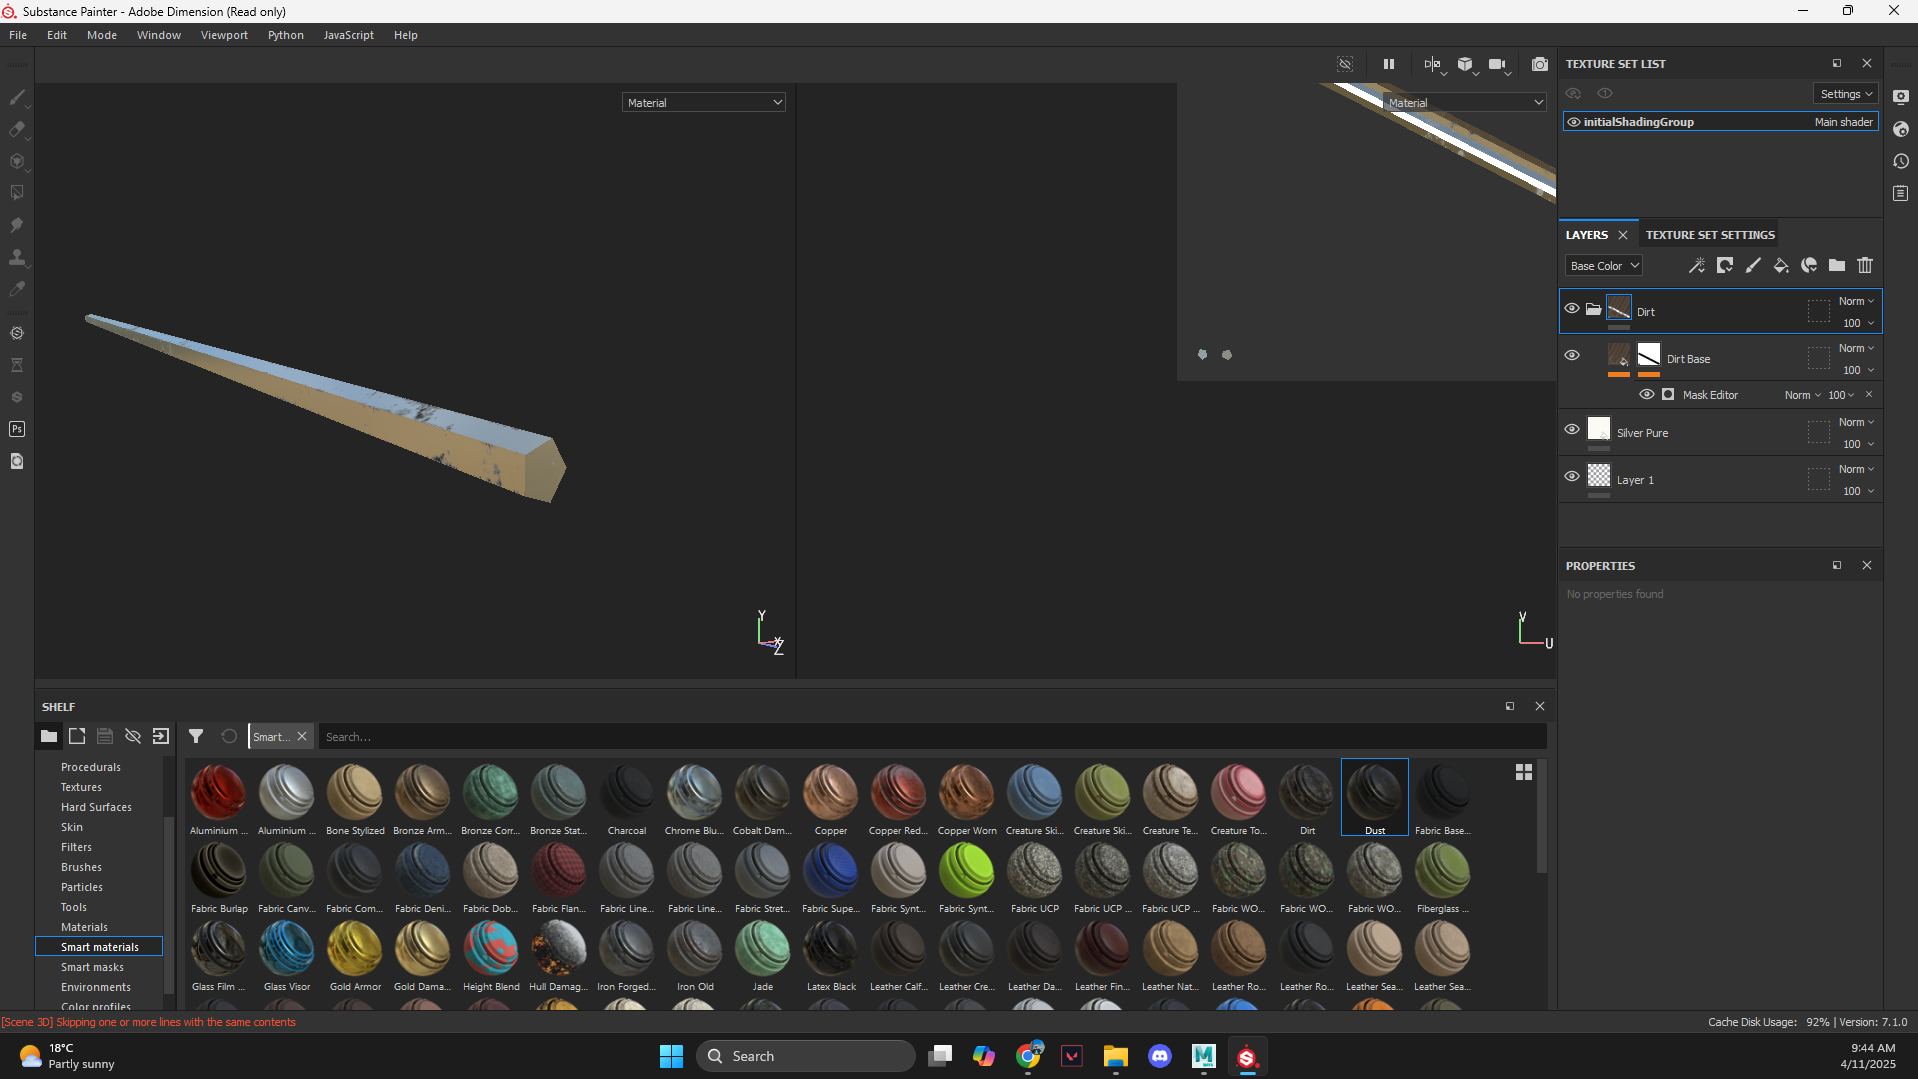 Substance Painter - Adobe Dimension (Read only)
File Edit Mode Window Viewport Python JavaScript Help
Material
Material
TEXTURE SET LIST
Settings
initialShadingGroup Main shader
LAYERS TEXTURE SET SETTINGS
Base Color
Dirt Norm 100
Dirt Base Norm 100
Mask Editor Norm 100
Silver Pure Norm 100
Layer 1 Norm 100
PROPERTIES
No properties found
Y
X
Z
V
U
Ps
SHELF
Smart... Search...
Procedurals
Textures
Hard Surfaces
Skin
Filters
Brushes
Particles
Tools
Materials
Smart materials
Smart masks
Environments
Color profiles
Aluminium ... Aluminium ... Bone Stylized Bronze Arm... Bronze Corr... Bronze Stat... Charcoal Chrome Blu... Cobalt Dam... Copper Copper Red... Copper Worn Creature Ski... Creature Ski... Creature Te... Creature To... Dirt Dust Fabric Base...
Fabric Burlap Fabric Canv... Fabric Com... Fabric Deni... Fabric Dob... Fabric Flan... Fabric Line... Fabric Line... Fabric Stret... Fabric Supe... Fabric Synt... Fabric Synt... Fabric UCP Fabric UCP ... Fabric UCP ... Fabric WO... Fabric WO... Fabric WO... Fiberglass ...
Glass Film ... Glass Visor Gold Armor Gold Dama... Height Blend Hull Damag... Iron Forged... Iron Old Jade Latex Black Leather Calf... Leather Cre... Leather Da... Leather Fin... Leather Nat... Leather Ro... Leather Ro... Leather Sea... Leather Sea...
[Scene 3D] Skipping one or more lines with the same contents
Cache Disk Usage: 92% | Version: 7.1.0
18°C
Partly sunny
Search
9:44 AM
4/11/2025